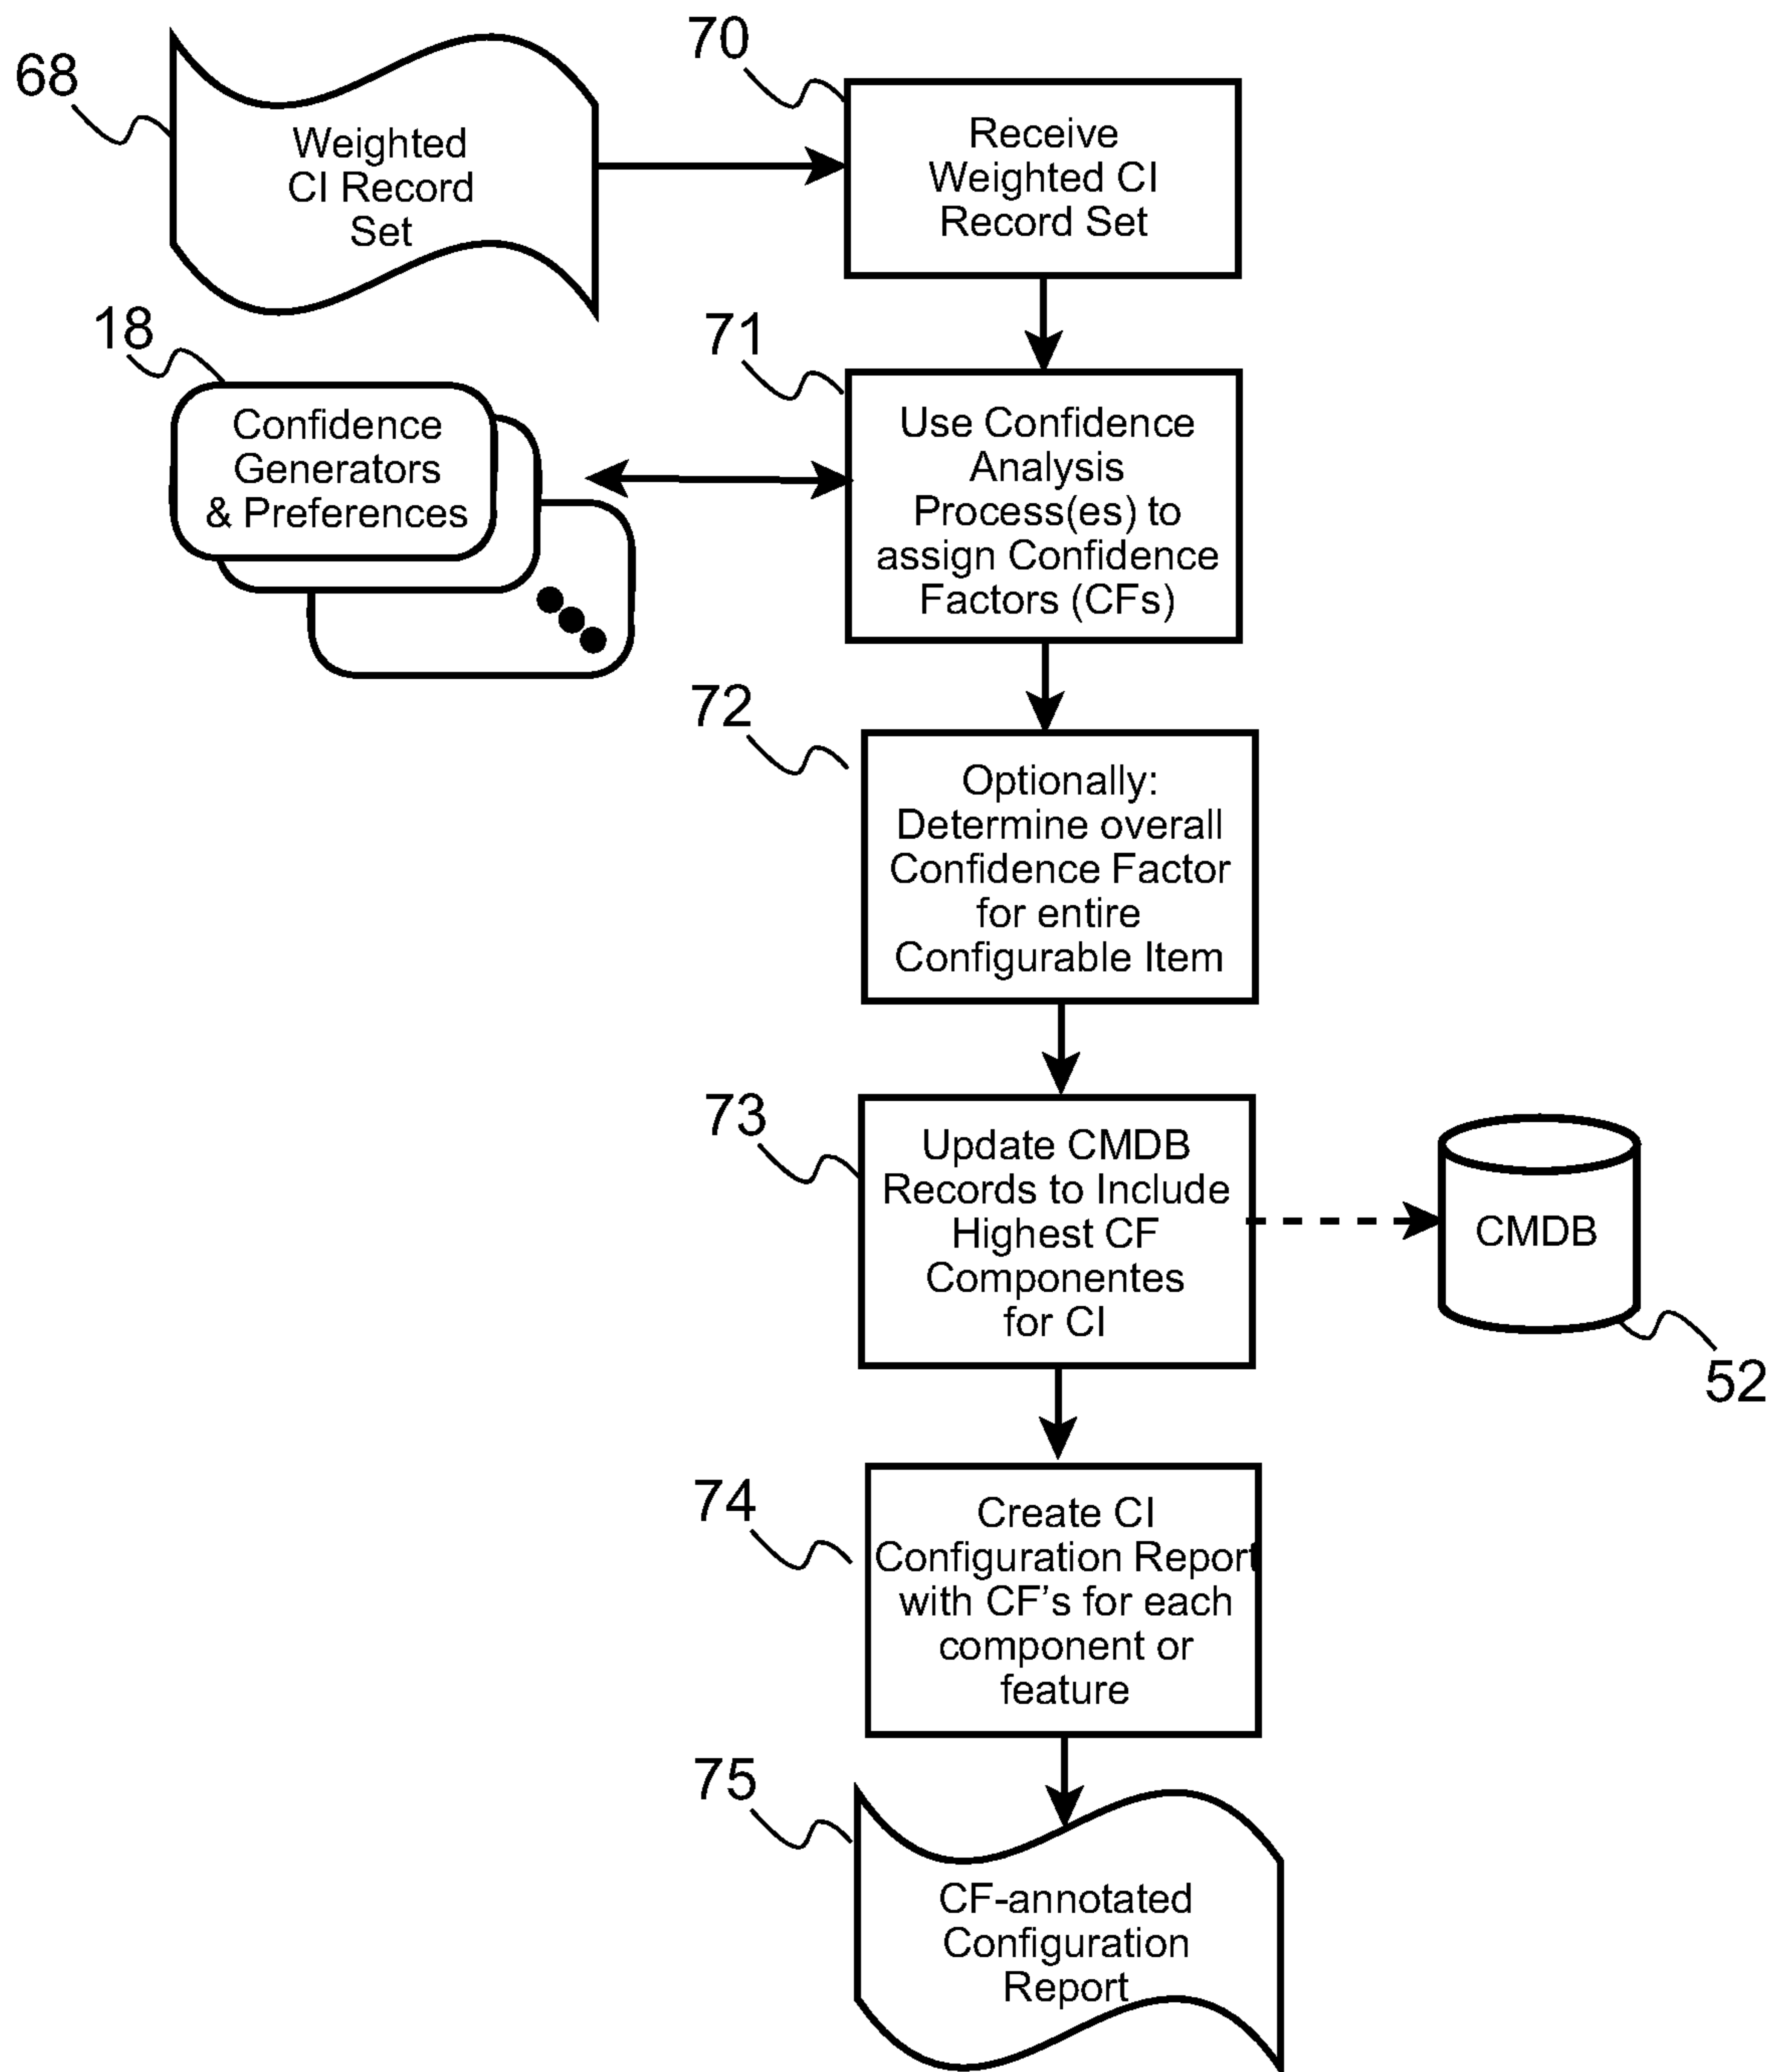 68
Weighted
CI Record
Set
70
Receive
Weighted CI
Record Set
18
Confidence
Generators
& Preferences
71
Use Confidence
Analysis
Process(es) to
assign Confidence
Factors (CFs)
72
Optionally:
Determine overall
Confidence Factor
for entire
Configurable Item
73
Update CMDB
Records to Include
Highest CF
Componentes
for CI
CMDB
52
74
Create CI
Configuration Report
with CF's for each
component or
feature
75
CF-annotated
Configuration
Report